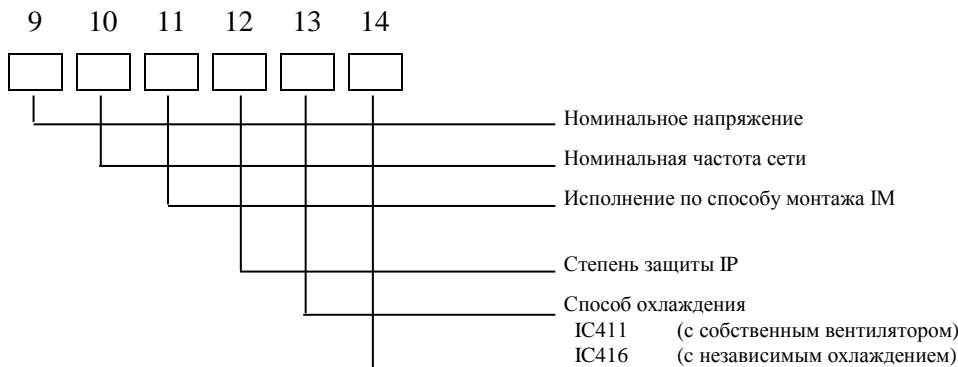 9 10 11 12 13 14
Номинальное напряжение
Номинальная частота сети
Исполнение по способу монтажа IM
Степень защиты IP
Способ охлаждения
IC411 (с собственным вентилятором)
IC416 (с независимым охлаждением)